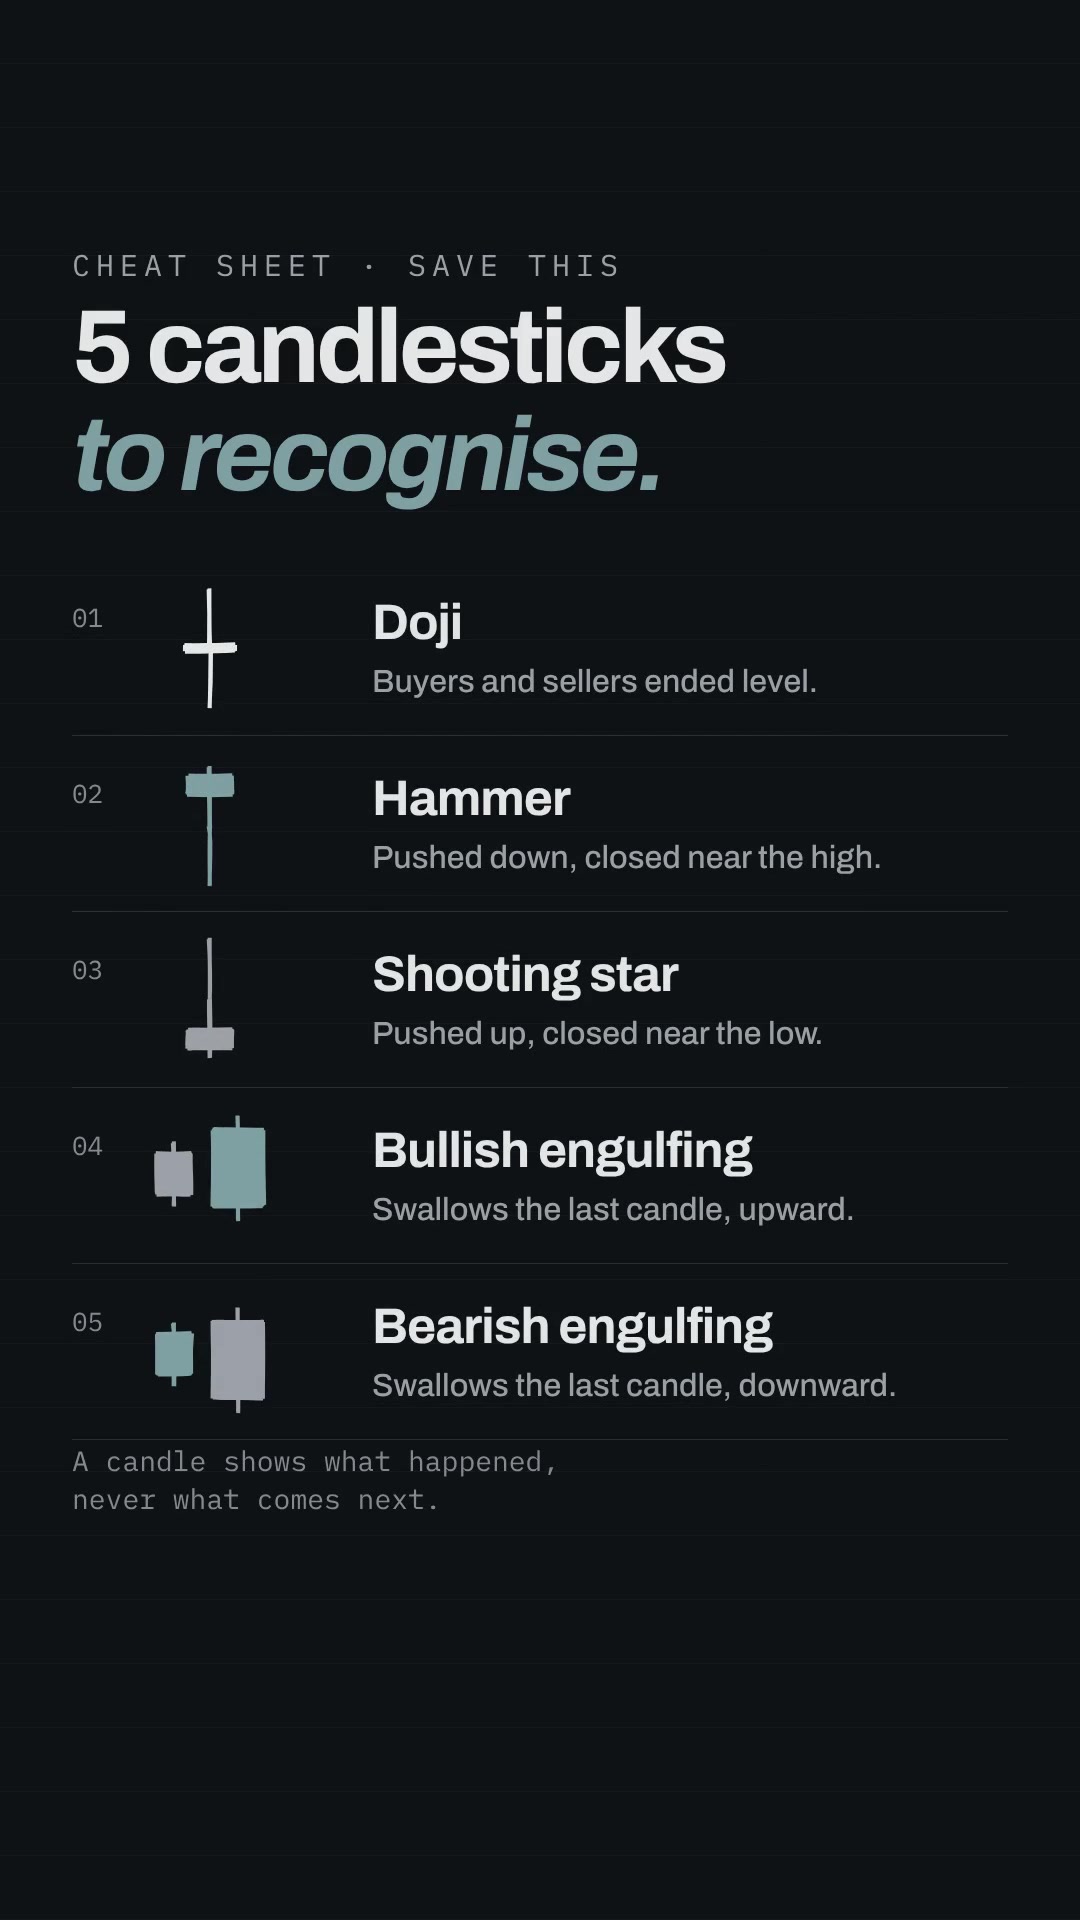 CHEAT SHEET · SAVE THIS
5 candlesticks
to recognise.
01
Doji
Buyers and sellers ended level.
02
Hammer
Pushed down, closed near the high.
03
Shooting star
Pushed up, closed near the low.
04
Bullish engulfing
Swallows the last candle, upward.
05
Bearish engulfing
Swallows the last candle, downward.
A candle shows what happened,
never what comes next.